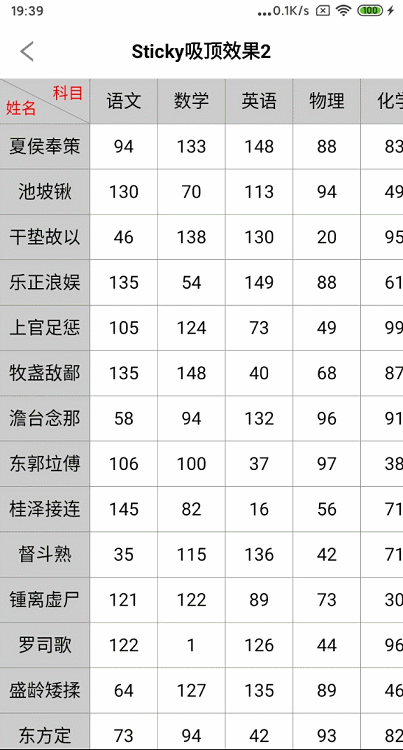 19:39 ...0.1K/s 100
Sticky吸顶效果2
科目 语文 数学 英语 物理
姓名
夏侯奉策 94 133 148 88 83
池坡锹 130 70 113 94 49
干垫故以 46 138 130 20 95
乐正浪娱 135 54 149 88 61
上官足惩 105 124 73 49 99
牧盏敌鄙 135 148 40 68 87
澹台念那 58 94 132 96 91
东郭垃傅 106 100 37 97 38
桂泽接连 145 82 16 56 71
督斗熟 35 115 136 42 71
锺离虚尸 121 122 89 73 30
罗司歌 122 1 126 44 96
盛龄矮揉 64 127 135 89 46
东方定 73 94 42 93 82